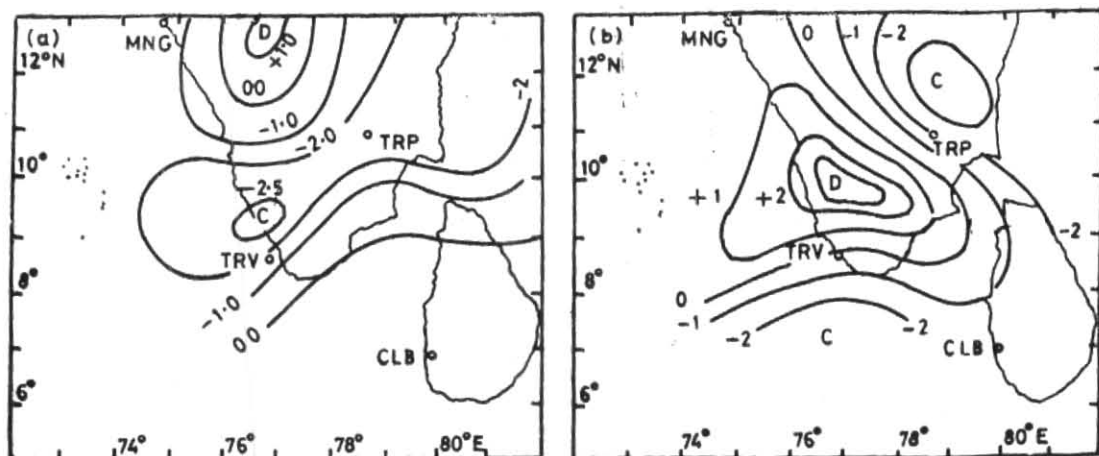 (a)
MNG
12°N
D
+1.0
00
-1.0
-2.0
-2
TRP
10°
-2.5
C
TRV
8°
-1.0
00
CLB
6°
74° 76° 78° 80°E
(b)
MNG
0 -1 -2
12°N
C
TRP
10°
D
+1 +2
-2
TRV
8°
0
-1
-2 C -2
CLB
6°
74° 76° 78° 80°E